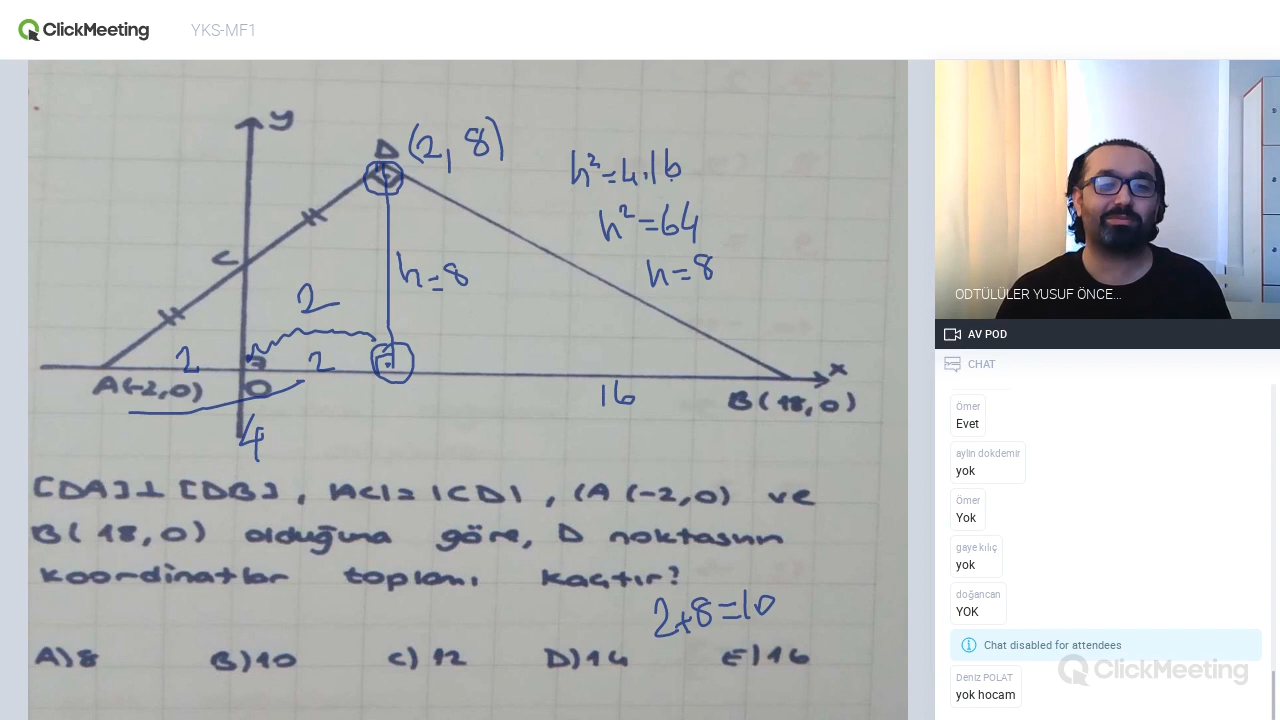 ClickMeeting
YKS-MF1
y
D (2, 8)
h²=4.16
h²=64
h=8
C
h=8
2
2
2
16
x
A(-2,0)
O
B(18,0)
4
[DA]⊥[DB], |AC|=|CD|, (A(-2,0) ve
B(18,0) olduğuna göre, D noktasının
koordinatlar toplamı kaçtır?
2+8=10
A)8 B)10 C)12 D)14 E)16
ODTÜLÜLER YUSUF ÖNCE...
AV POD
CHAT
Ömer
Evet
aylin dokdemir
yok
Ömer
Yok
gaye kılıç
yok
doğancan
YOK
Chat disabled for attendees
Deniz POLAT
yok hocam
ClickMeeting